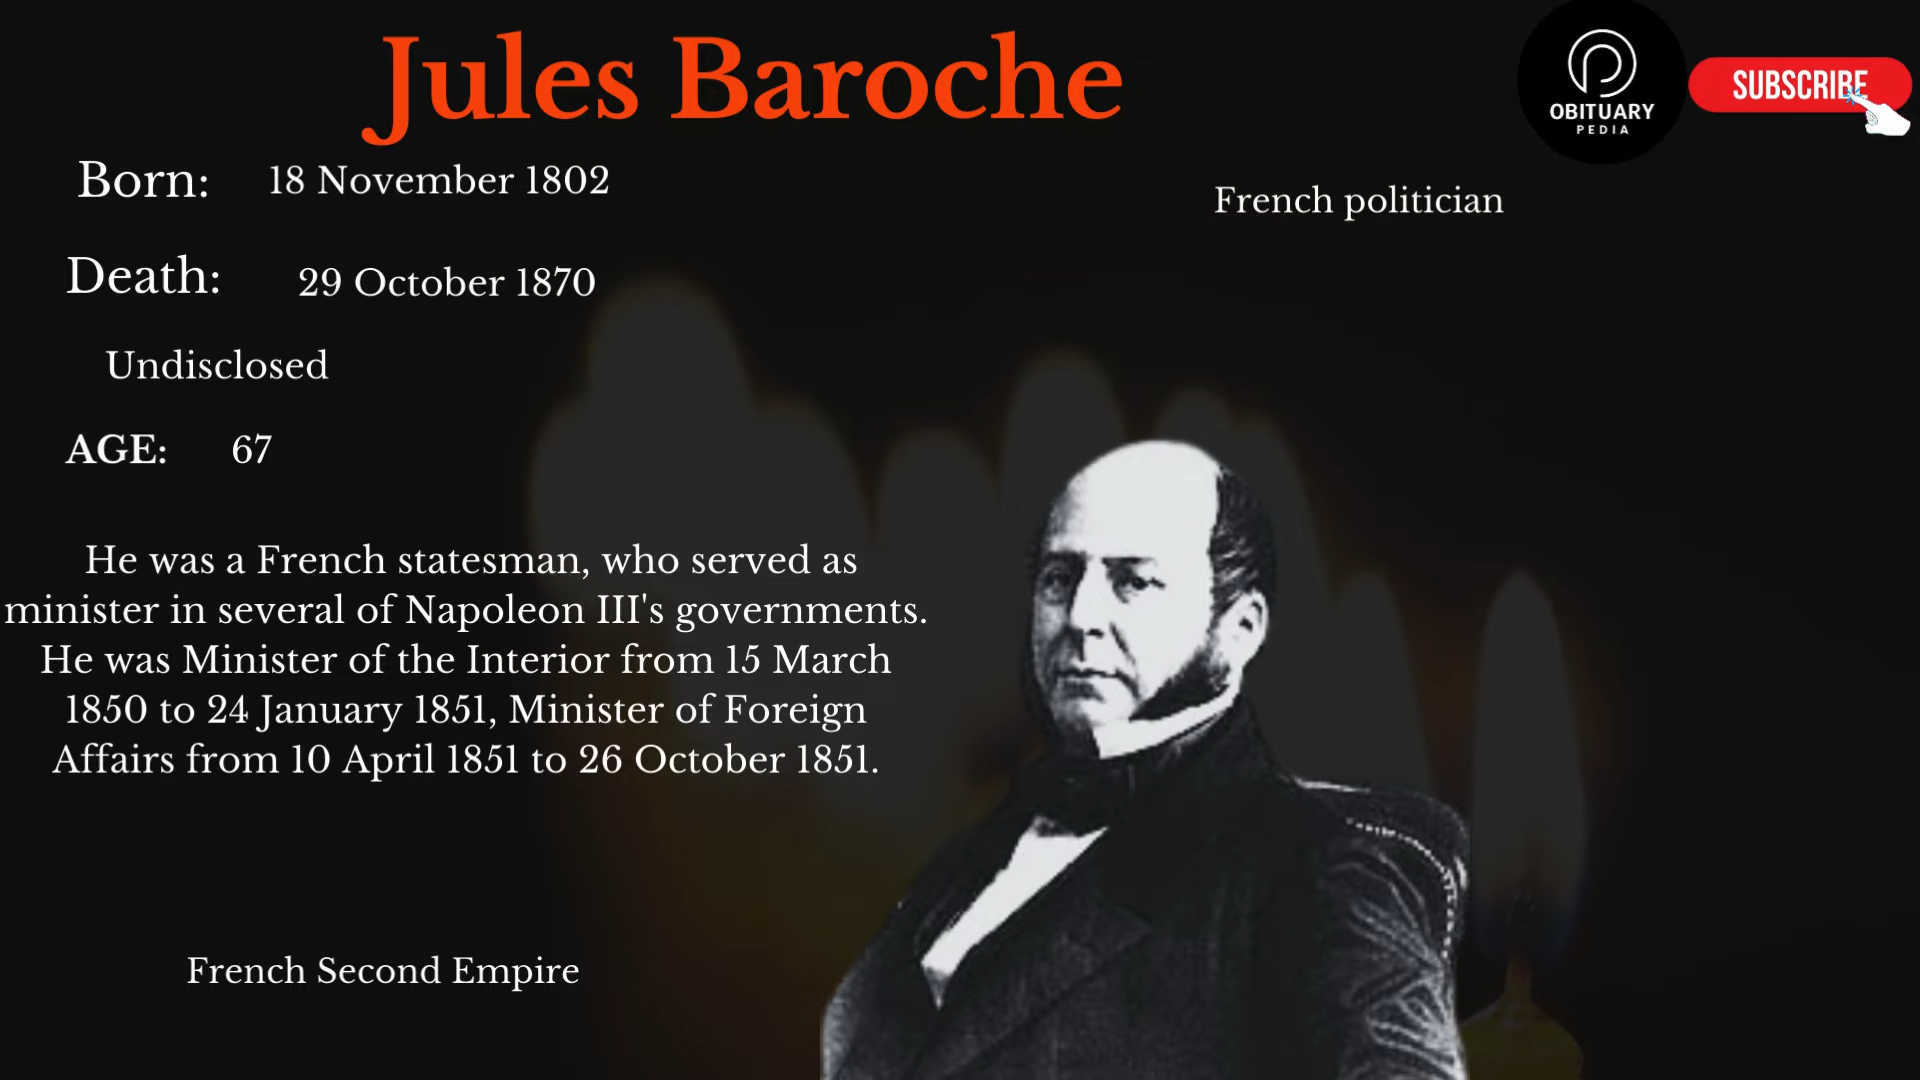 Jules Baroche
OBITUARY
PEDIA
SUBSCRIBE
Born: 18 November 1802
French politician
Death: 29 October 1870
Undisclosed
AGE: 67
He was a French statesman, who served as
minister in several of Napoleon III's governments.
He was Minister of the Interior from 15 March
1850 to 24 January 1851, Minister of Foreign
Affairs from 10 April 1851 to 26 October 1851.
French Second Empire